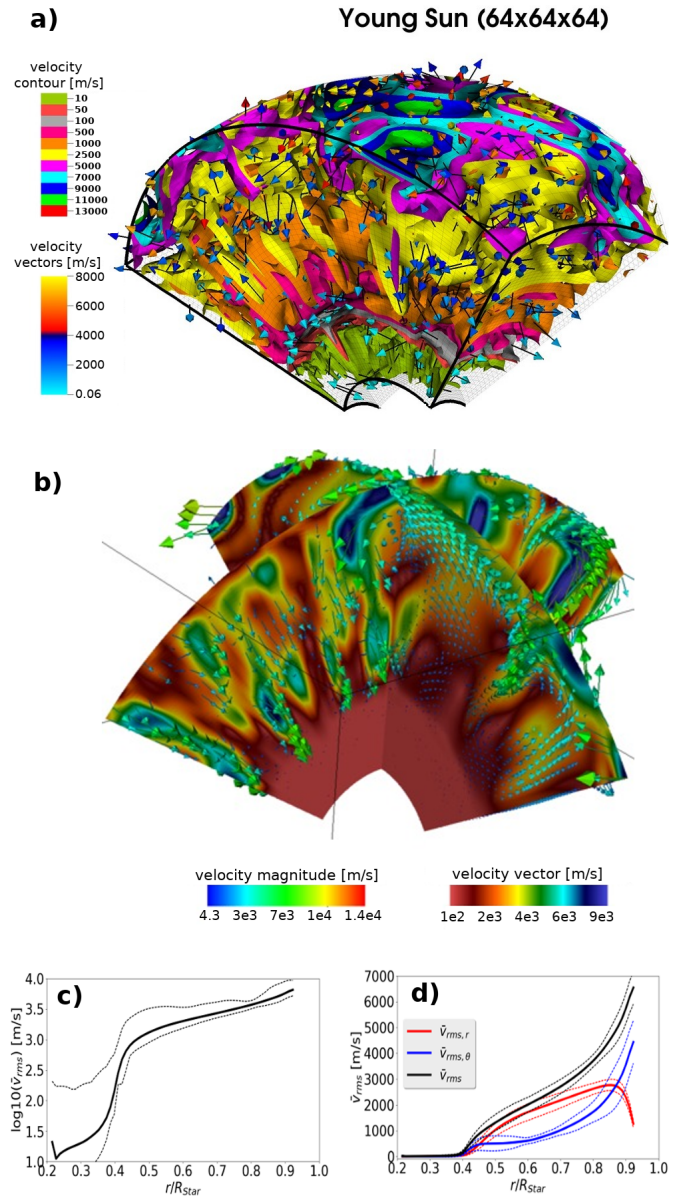 a)
Young Sun (64x64x64)
velocity
contour [m/s]
10
50
100
500
1000
2500
5000
7000
9000
11000
13000
velocity
vectors [m/s]
8000
6000
4000
2000
0.06
b)
velocity magnitude [m/s]
4.3 3e3 7e3 1e4 1.4e4
velocity vector [m/s]
1e2 2e3 4e3 6e3 9e3
c)
log10(ṽrms) [m/s]
4.0
3.5
3.0
2.5
2.0
1.5
1.0
0.2 0.3 0.4 0.5 0.6 0.7 0.8 0.9 1.0
r/RStar
d)
ṽrms [m/s]
7000
6000
5000
4000
3000
2000
1000
0
ṽrms,r
ṽrms,θ
ṽrms
0.2 0.3 0.4 0.5 0.6 0.7 0.8 0.9 1.0
r/RStar